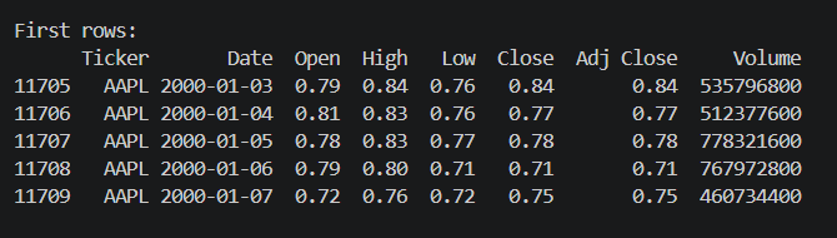 First rows:
Ticker Date Open High Low Close Adj Close Volume
11705 AAPL 2000-01-03 0.79 0.84 0.76 0.84 0.84 535796800
11706 AAPL 2000-01-04 0.81 0.83 0.76 0.77 0.77 512377600
11707 AAPL 2000-01-05 0.78 0.83 0.77 0.78 0.78 778321600
11708 AAPL 2000-01-06 0.79 0.80 0.71 0.71 0.71 767972800
11709 AAPL 2000-01-07 0.72 0.76 0.72 0.75 0.75 460734400